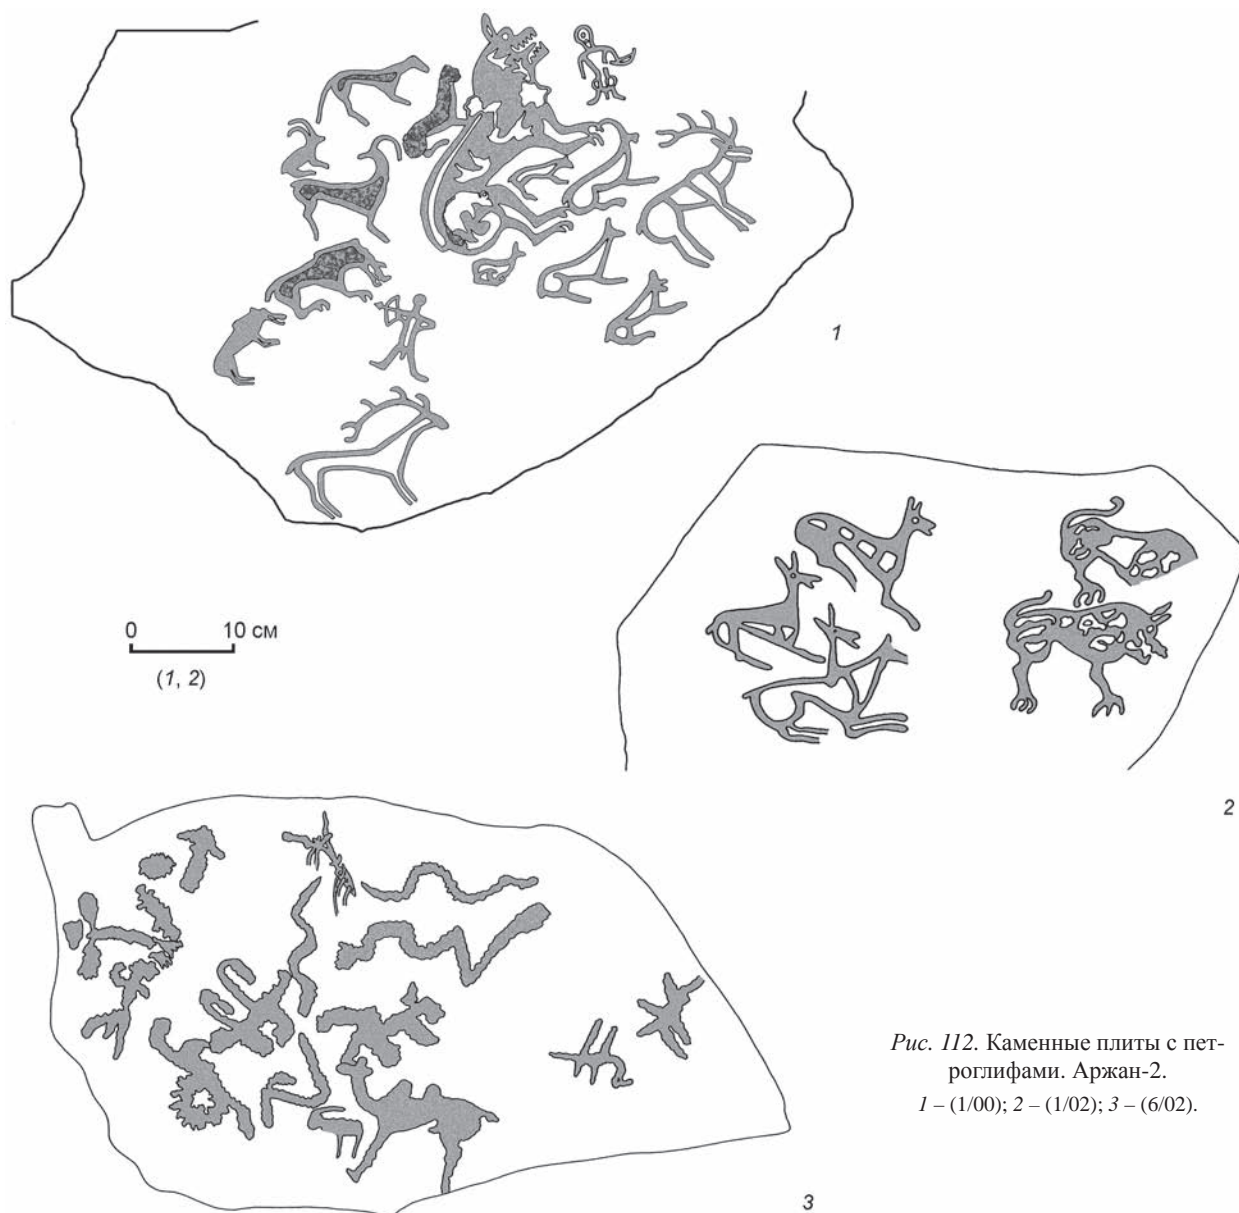 1
0 10 см
(1, 2)
2
Рис. 112. Каменные плиты с пет-
роглифами. Аржан-2.
1 – (1/00); 2 – (1/02); 3 – (6/02).
3